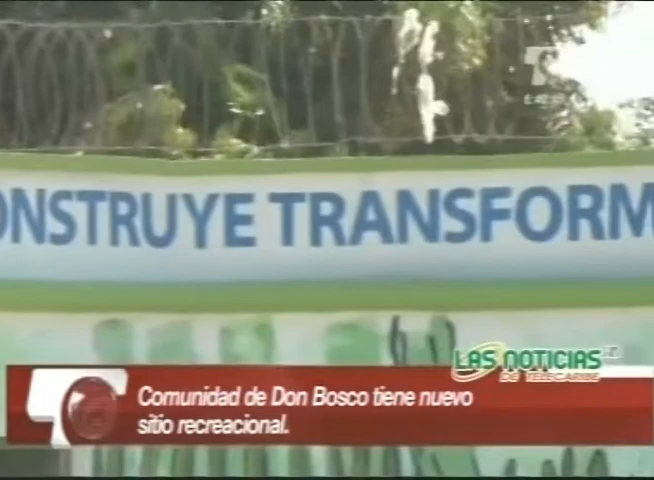 ONSTRUYE TRANSFORM
LAS NOTICIAS
DE TELECARIBE
Comunidad de Don Bosco tiene nuevo
sitio recreacional.